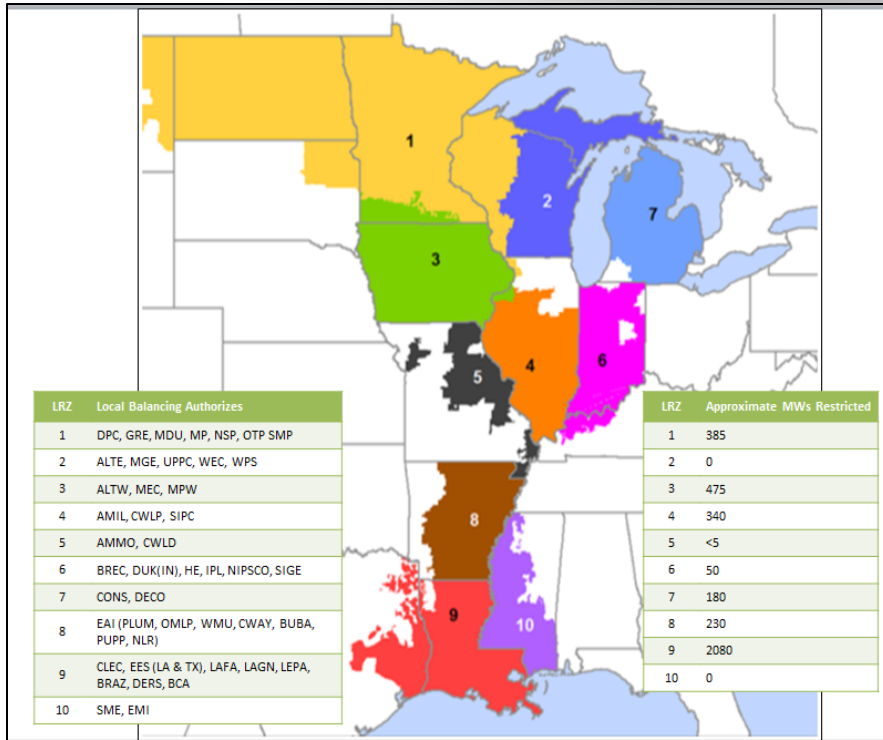 1
2
7
3
4
6
5
8
9
10
LRZ Local Balancing Authorizes
1 DPC, GRE, MDU, MP, NSP, OTP SMP
2 ALTE, MGE, UPPC, WEC, WPS
3 ALTW, MEC, MPW
4 AMIL, CWLP, SIPC
5 AMMO, CWLD
6 BREC, DUK(IN), HE, IPL, NIPSCO, SIGE
7 CONS, DECO
8 EAI (PLUM, OMLP, WMU, CWAY, BUBA,
PUPP, NLR)
9 CLEC, EES (LA & TX), LAFA, LAGN, LEPA,
BRAZ, DERS, BCA
10 SME, EMI
LRZ Approximate MWs Restricted
1 385
2 0
3 475
4 340
5 <5
6 50
7 180
8 230
9 2080
10 0